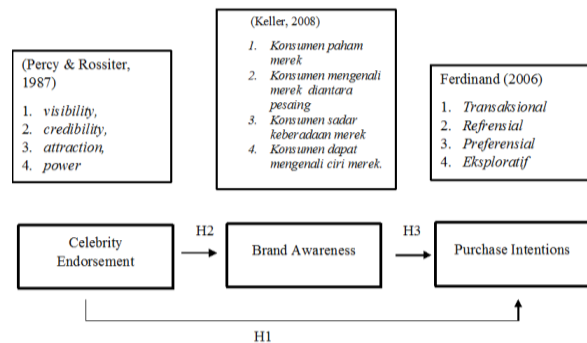 (Percy & Rossiter,
1987)
1. visibility,
2. credibility,
3. attraction,
4. power
(Keller, 2008)
1. Konsumen paham
merek
2. Konsumen mengenali
merek diantara
pesaing
3. Konsumen sadar
keberadaan merek
4. Konsumen dapat
mengenali ciri merek.
Ferdinand (2006)
1. Transaksional
2. Refrensial
3. Preferensial
4. Eksploratif
Celebrity
Endorsement
H2
Brand Awareness
H3
Purchase Intentions
H1